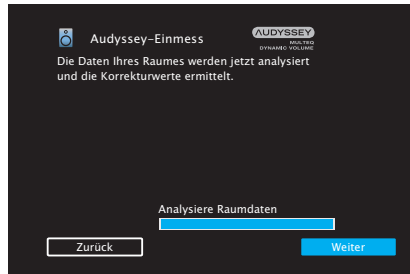 Audyssey-Einmess
AUDYSSEY
MULTEQ
DYNAMIC VOLUME
Die Daten Ihres Raumes werden jetzt analysiert
und die Korrekturwerte ermittelt.
Analysiere Raumdaten
Zurück
Weiter